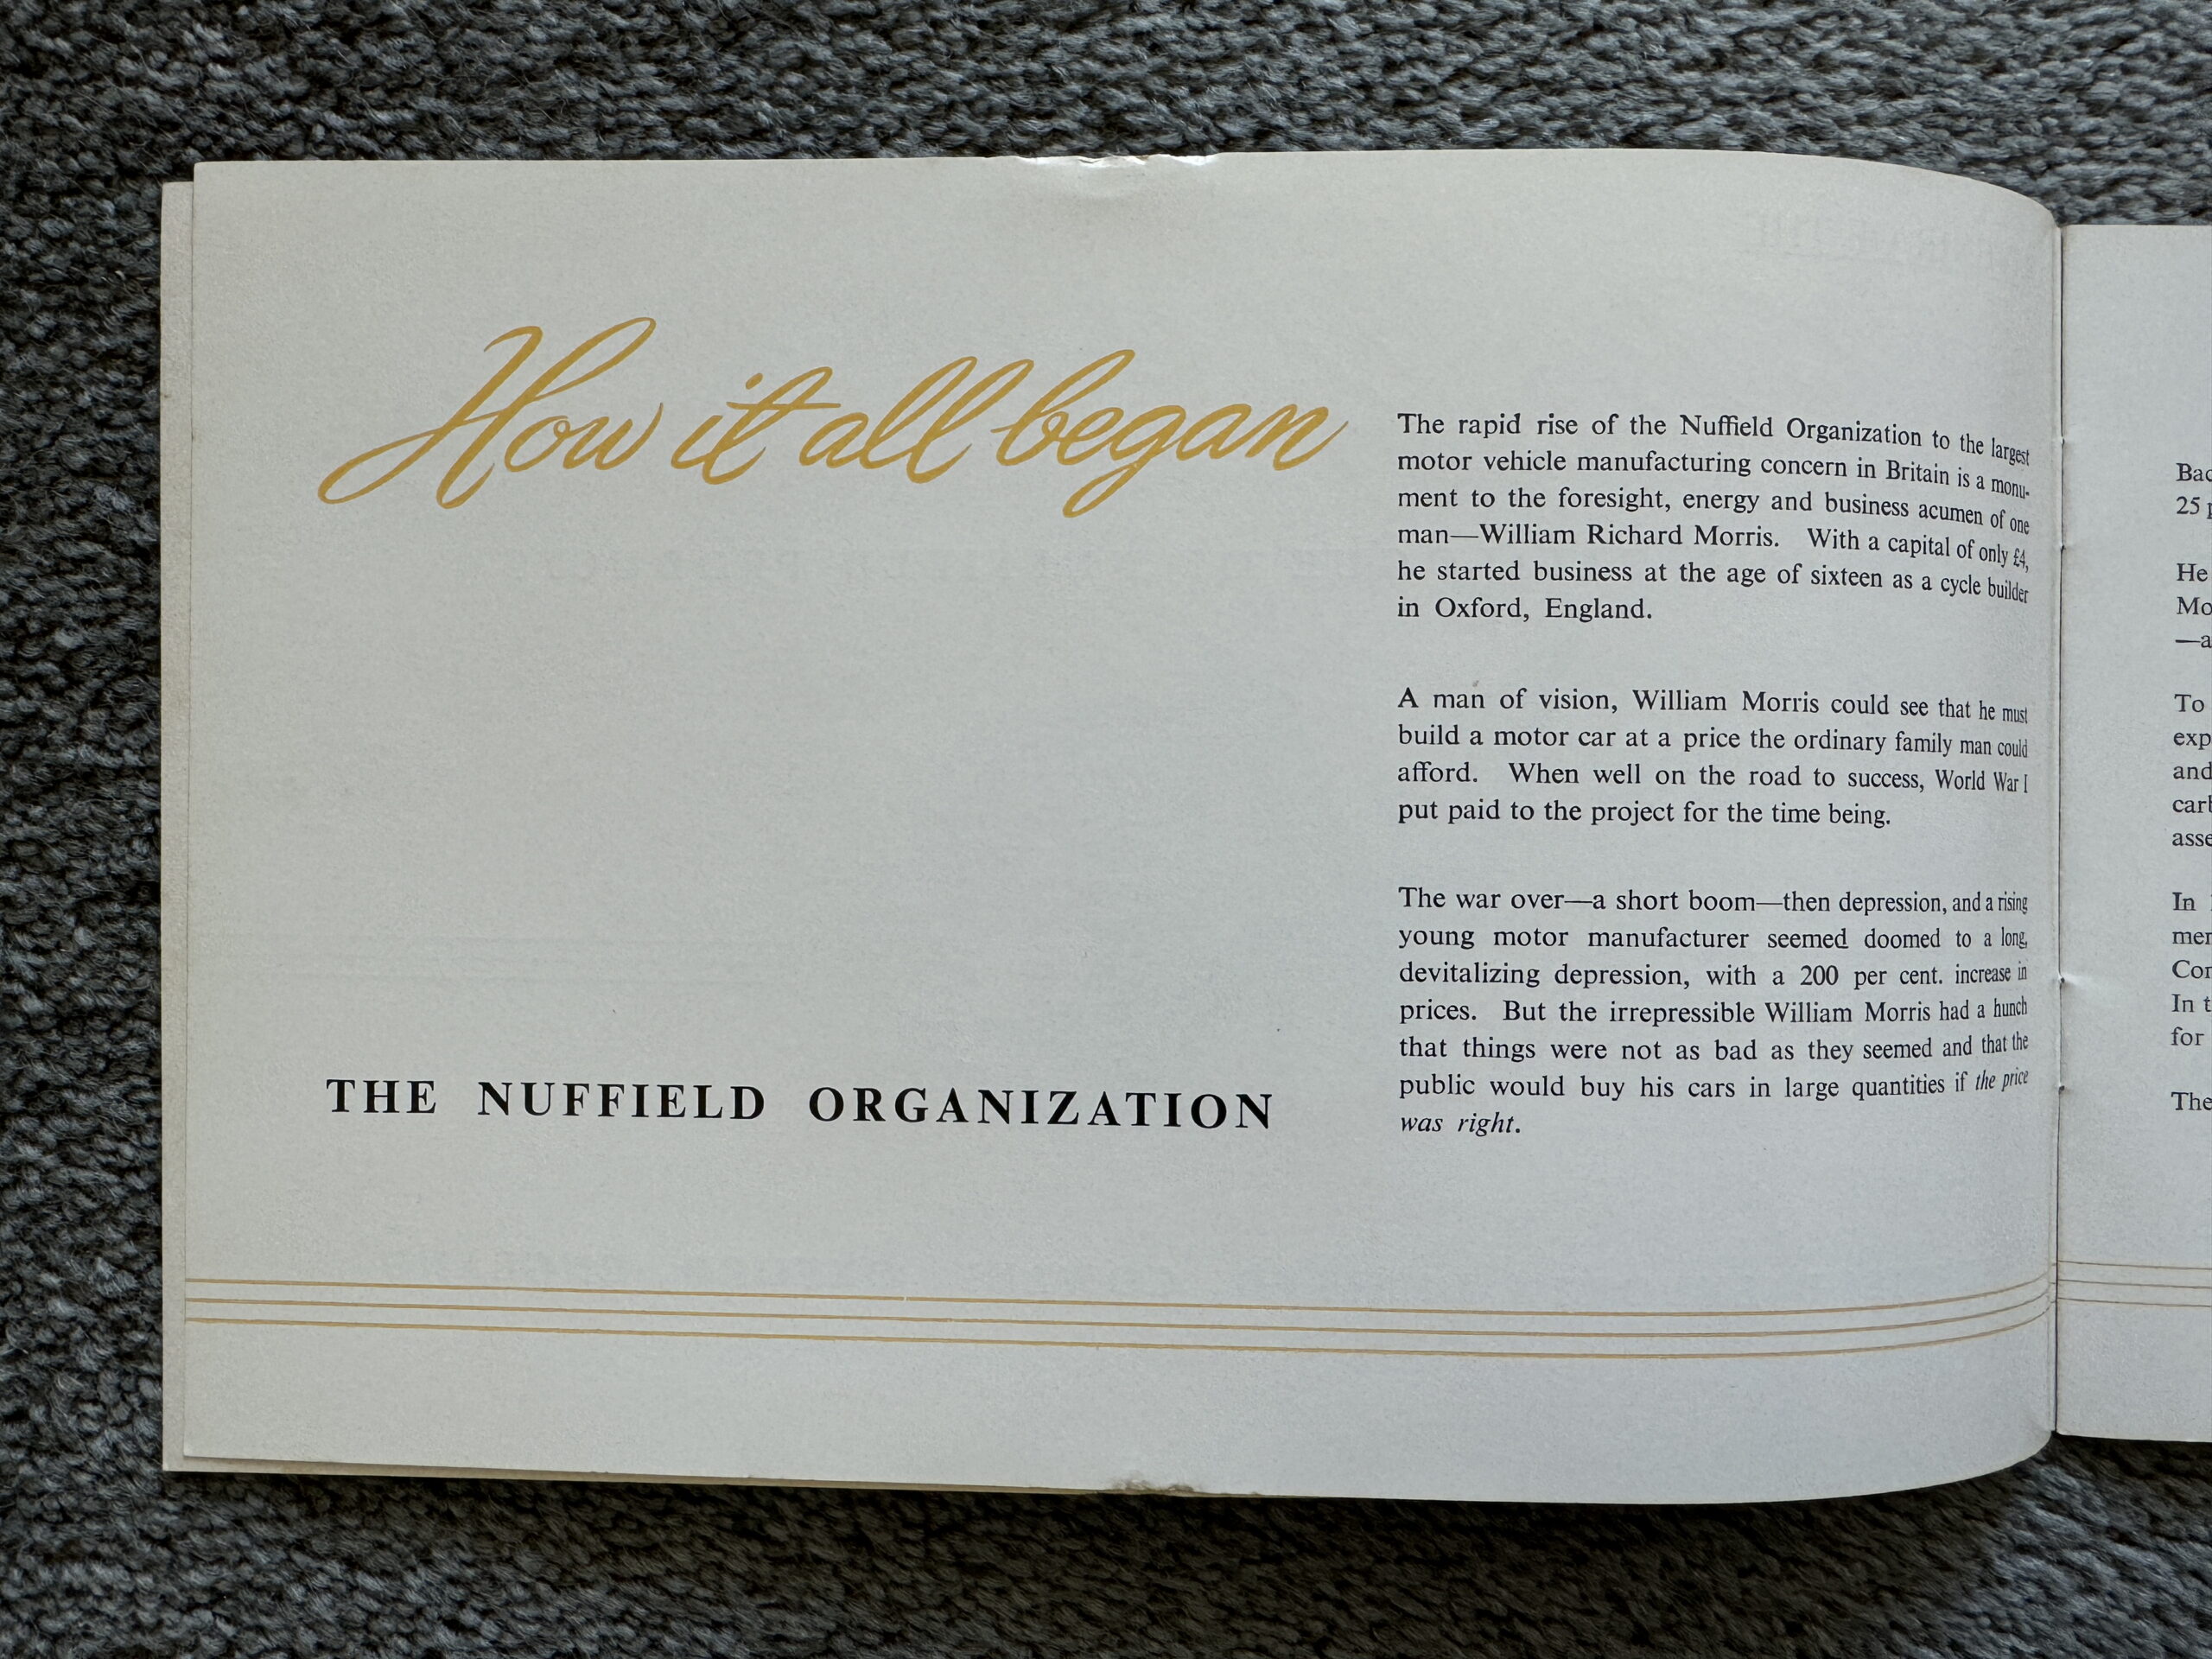 How it all began
THE NUFFIELD ORGANIZATION
The rapid rise of the Nuffield Organization to the largest
motor vehicle manufacturing concern in Britain is a monu-
ment to the foresight, energy and business acumen of one
man—William Richard Morris. With a capital of only £4,
he started business at the age of sixteen as a cycle builder
in Oxford, England.
A man of vision, William Morris could see that he must
build a motor car at a price the ordinary family man could
afford. When well on the road to success, World War I
put paid to the project for the time being.
The war over—a short boom—then depression, and a rising
young motor manufacturer seemed doomed to a long,
devitalizing depression, with a 200 per cent. increase in
prices. But the irrepressible William Morris had a hunch
that things were not as bad as they seemed and that the
public would buy his cars in large quantities if the price
was right.
25
He
To
and
In
In
for
The